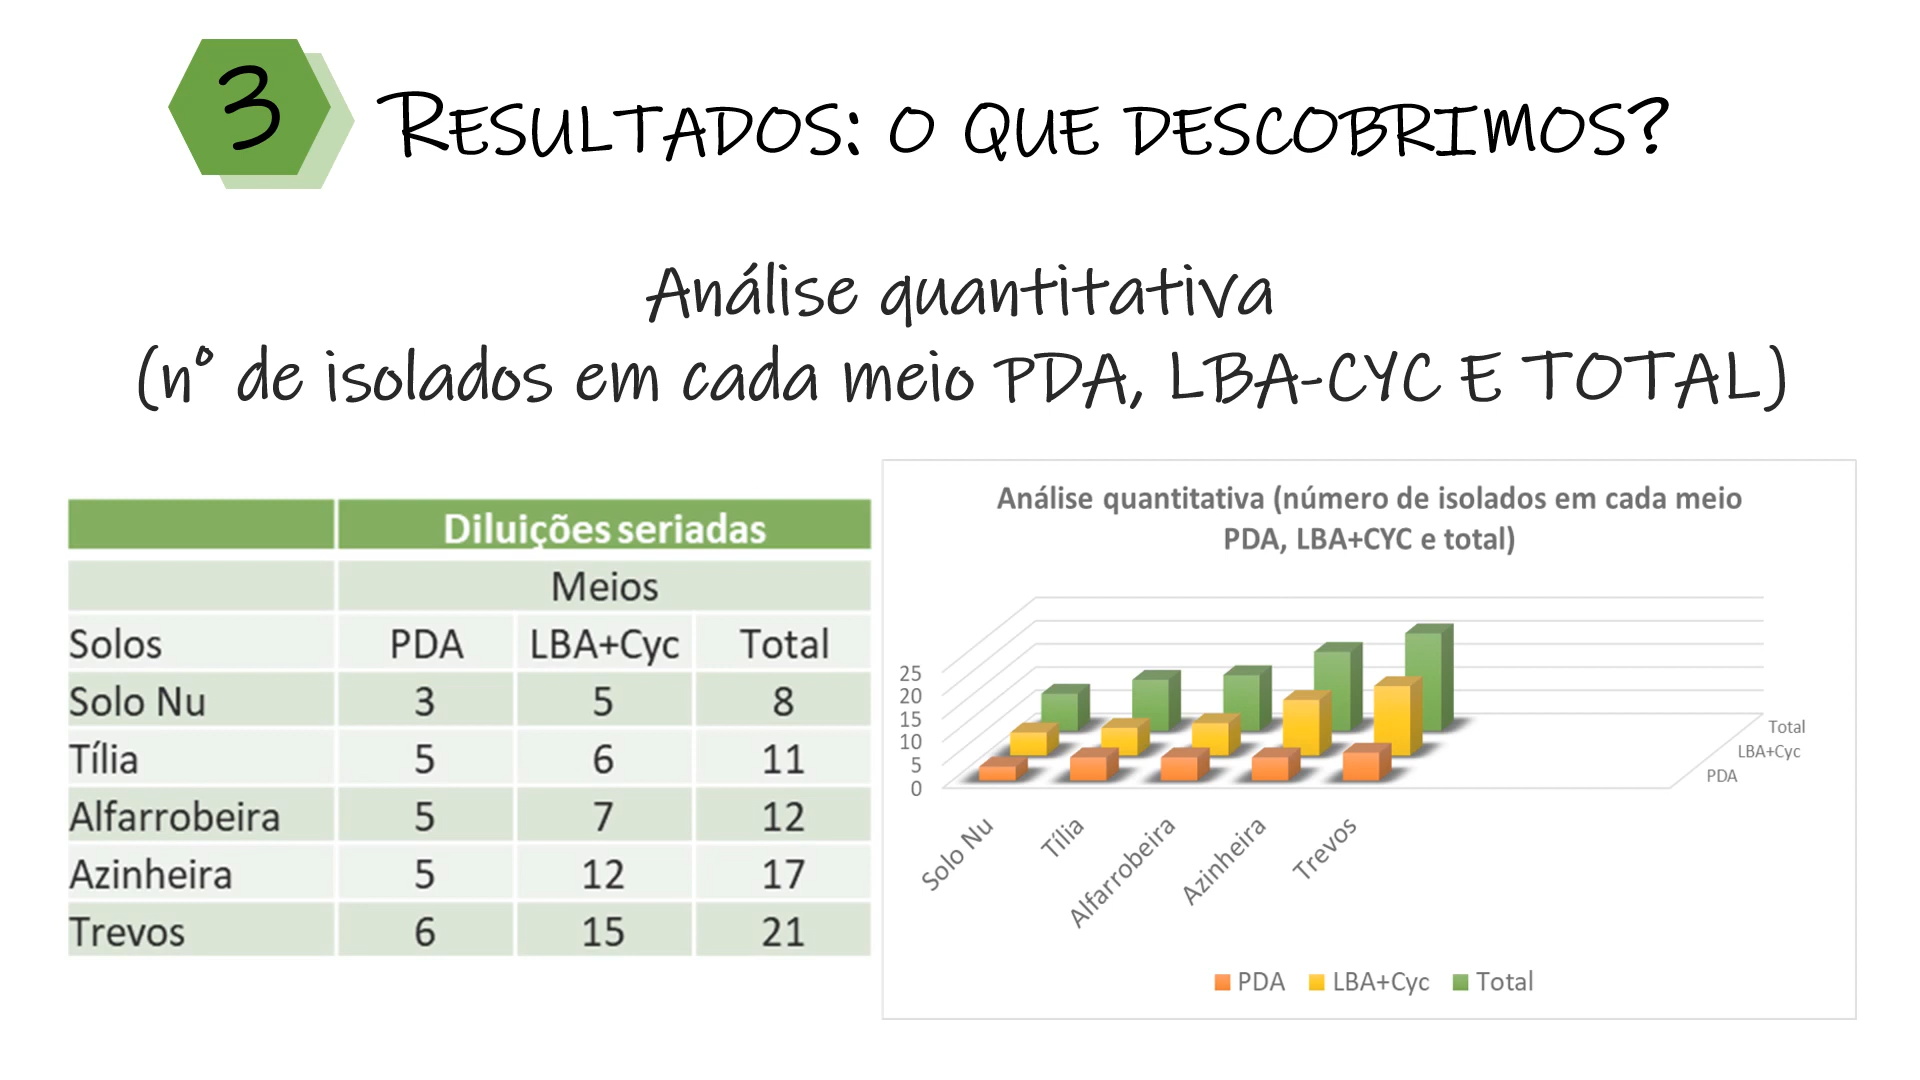 3
RESULTADOS: O QUE DESCOBRIMOS?
Análise quantitativa
(nº de isolados em cada meio PDA, LBA-CYC E TOTAL)
Diluições seriadas
Meios
Solos PDA LBA+Cyc Total
Solo Nu 3 5 8
Tília 5 6 11
Alfarrobeira 5 7 12
Azinheira 5 12 17
Trevos 6 15 21
Análise quantitativa (número de isolados em cada meio
PDA, LBA+CYC e total)
25
20
15
10
5
0
Total
LBA+Cyc
PDA
Solo Nu
Tília
Alfarrobeira
Azinheira
Trevos
PDA LBA+Cyc Total